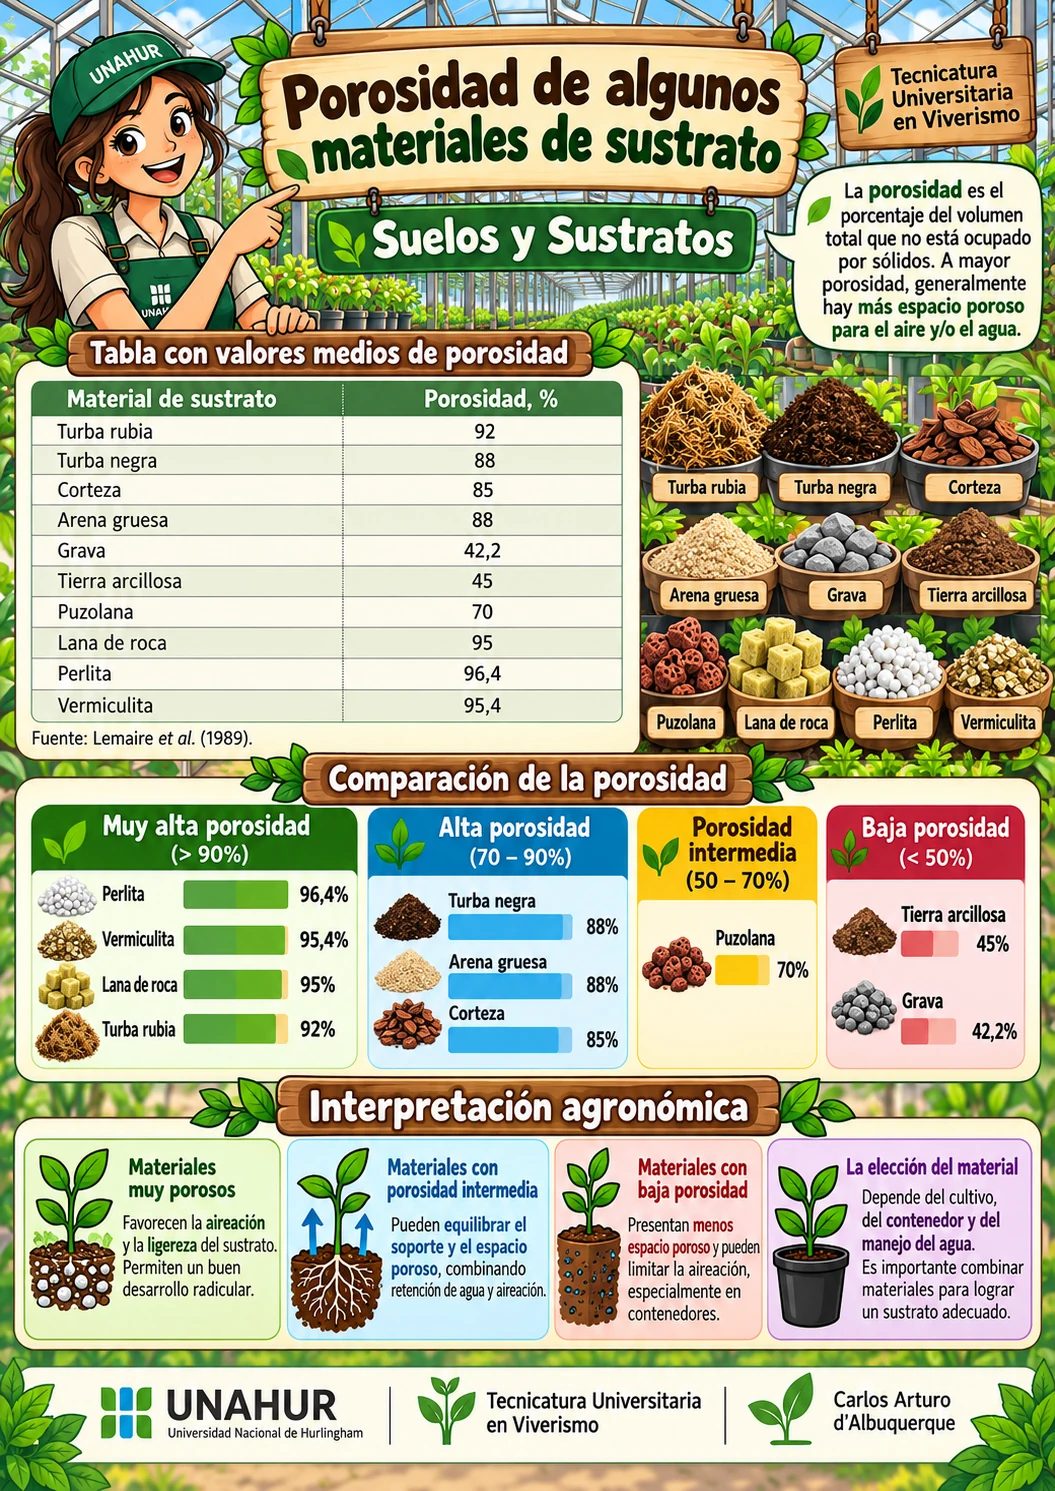 UNAHUR
Porosidad de algunos
materiales de sustrato
Suelos y Sustratos
Tecnicatura
Universitaria
en Viverismo
La porosidad es el
porcentaje del volumen
total que no está ocupado
por sólidos. A mayor
porosidad, generalmente
hay más espacio poroso
para el aire y/o el agua.
UNAHUR
Tabla con valores medios de porosidad
Material de sustrato Porosidad, %
Turba rubia 92
Turba negra 88
Corteza 85
Arena gruesa 88
Grava 42,2
Tierra arcillosa 45
Puzolana 70
Lana de roca 95
Perlita 96,4
Vermiculita 95,4
Fuente: Lemaire et al. (1989).
Turba rubia Turba negra Corteza
Arena gruesa Grava Tierra arcillosa
Puzolana Lana de roca Perlita Vermiculita
Comparación de la porosidad
Muy alta porosidad
(> 90%)
Perlita 96,4%
Vermiculita 95,4%
Lana de roca 95%
Turba rubia 92%
Alta porosidad
(70 – 90%)
Turba negra
88%
Arena gruesa
88%
Corteza
85%
Porosidad
intermedia
(50 – 70%)
Puzolana
70%
Baja porosidad
(< 50%)
Tierra arcillosa
45%
Grava
42,2%
Interpretación agronómica
Materiales
muy porosos
Favorecen la aireación
y la ligereza del sustrato.
Permiten un buen
desarrollo radicular.
Materiales con
porosidad intermedia
Pueden equilibrar el
soporte y el espacio
poroso, combinando
retención de agua y aireación.
Materiales con
baja porosidad
Presentan menos
espacio poroso y pueden
limitar la aireación,
especialmente en
contenedores.
La elección del material
Depende del cultivo,
del contenedor y del
manejo del agua.
Es importante combinar
materiales para lograr
un sustrato adecuado.
UNAHUR
Universidad Nacional de Hurlingham
Tecnicatura Universitaria
en Viverismo
Carlos Arturo
d'Albuquerque